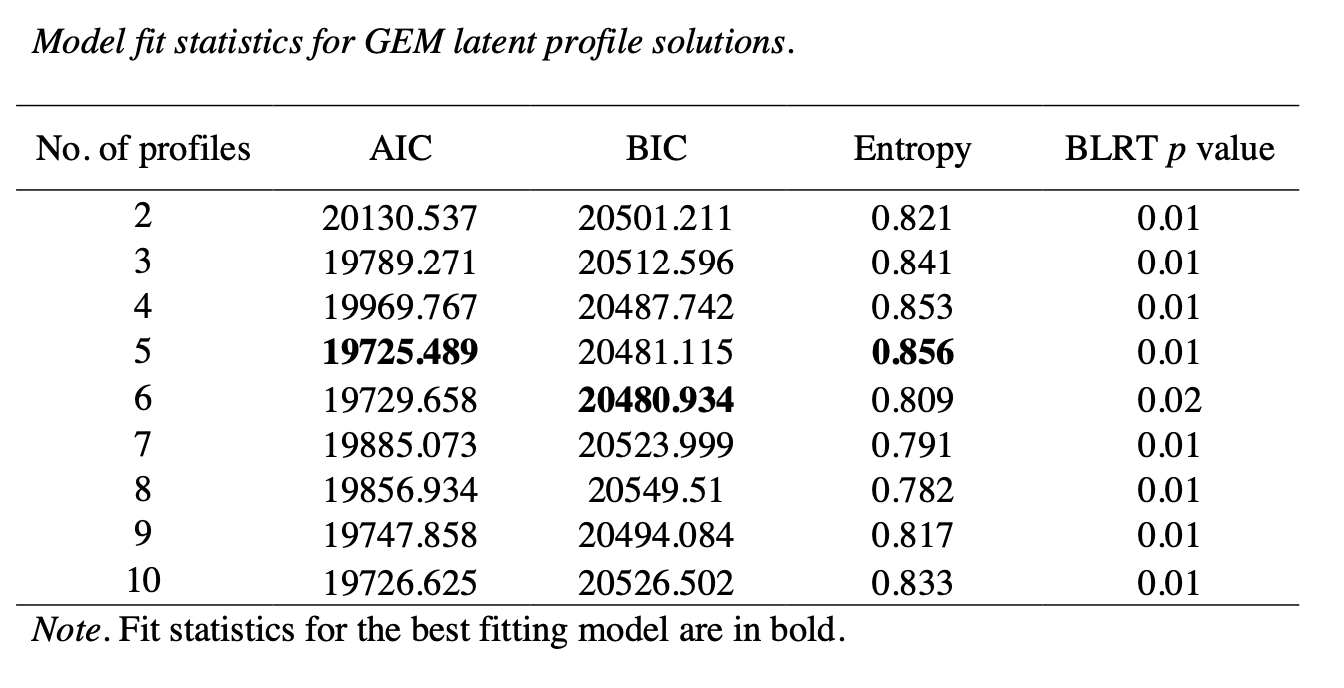 Model fit statistics for GEM latent profile solutions.
No. of profiles AIC BIC Entropy BLRT p value
2 20130.537 20501.211 0.821 0.01
3 19789.271 20512.596 0.841 0.01
4 19969.767 20487.742 0.853 0.01
5 19725.489 20481.115 0.856 0.01
6 19729.658 20480.934 0.809 0.02
7 19885.073 20523.999 0.791 0.01
8 19856.934 20549.51 0.782 0.01
9 19747.858 20494.084 0.817 0.01
10 19726.625 20526.502 0.833 0.01
Note. Fit statistics for the best fitting model are in bold.